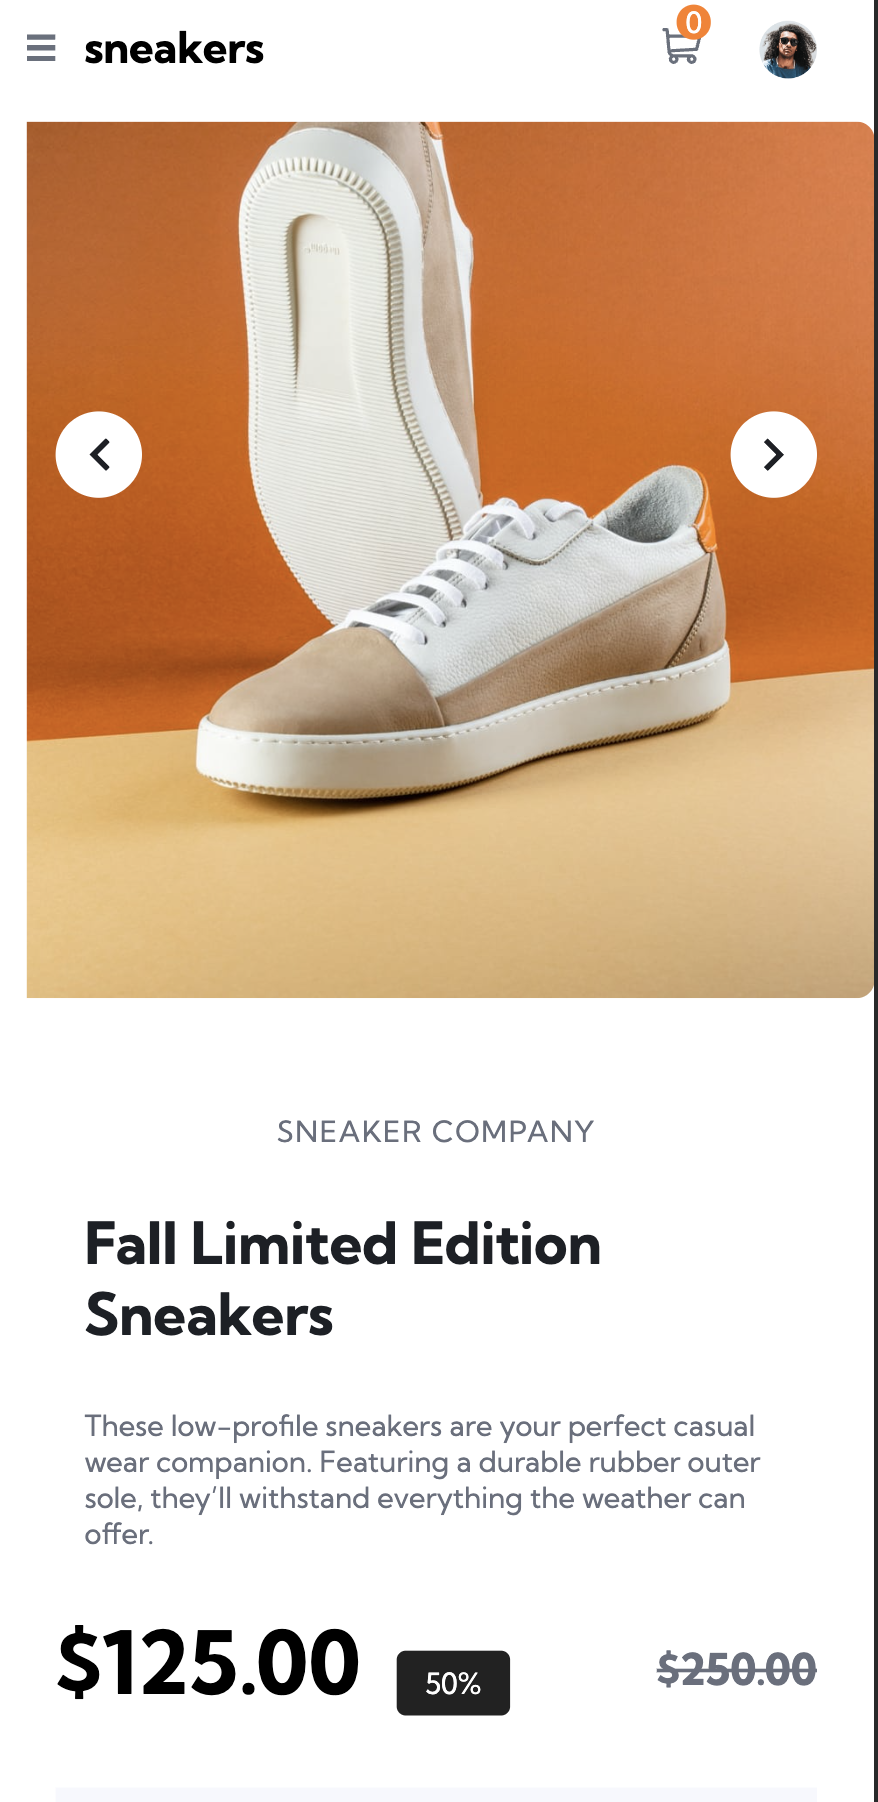 sneakers
0
SNEAKER COMPANY
Fall Limited Edition
Sneakers
These low-profile sneakers are your perfect casual
wear companion. Featuring a durable rubber outer
sole, they’ll withstand everything the weather can
offer.
$125.00 50% $250.00